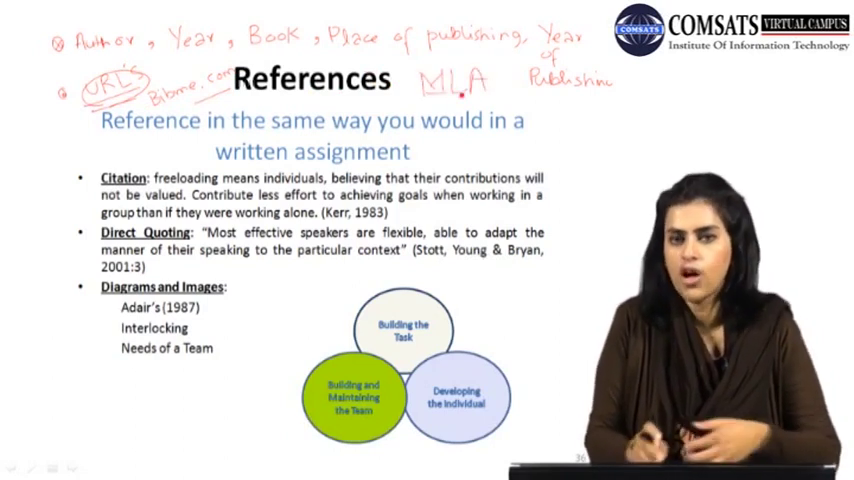 Author, Year, Book, Place of publishing, Year of Publishing
URL's Bibme.com
References MLA
COMSATS VIRTUAL CAMPUS
COMSATS
Institute Of Information Technology
Reference in the same way you would in a
written assignment
• Citation: freeloading means individuals, believing that their contributions will
not be valued. Contribute less effort to achieving goals when working in a
group than if they were working alone. (Kerr, 1983)
• Direct Quoting: “Most effective speakers are flexible, able to adapt the
manner of their speaking to the particular context” (Stott, Young & Bryan,
2001:3)
• Diagrams and Images:
Adair's (1987)
Interlocking
Needs of a Team
Building the
Task
Building and
Maintaining
the Team
Developing
the Individual
36